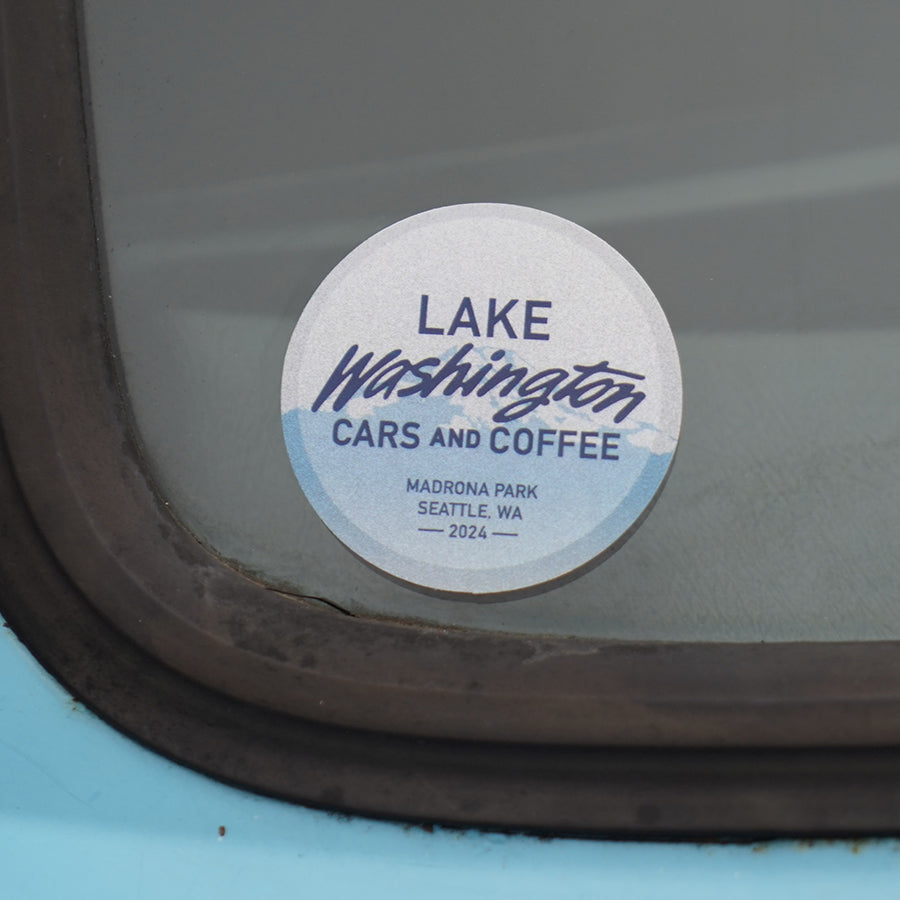 LAKE
Washington
CARS AND COFFEE
MADRONA PARK
SEATTLE, WA
— 2024 —